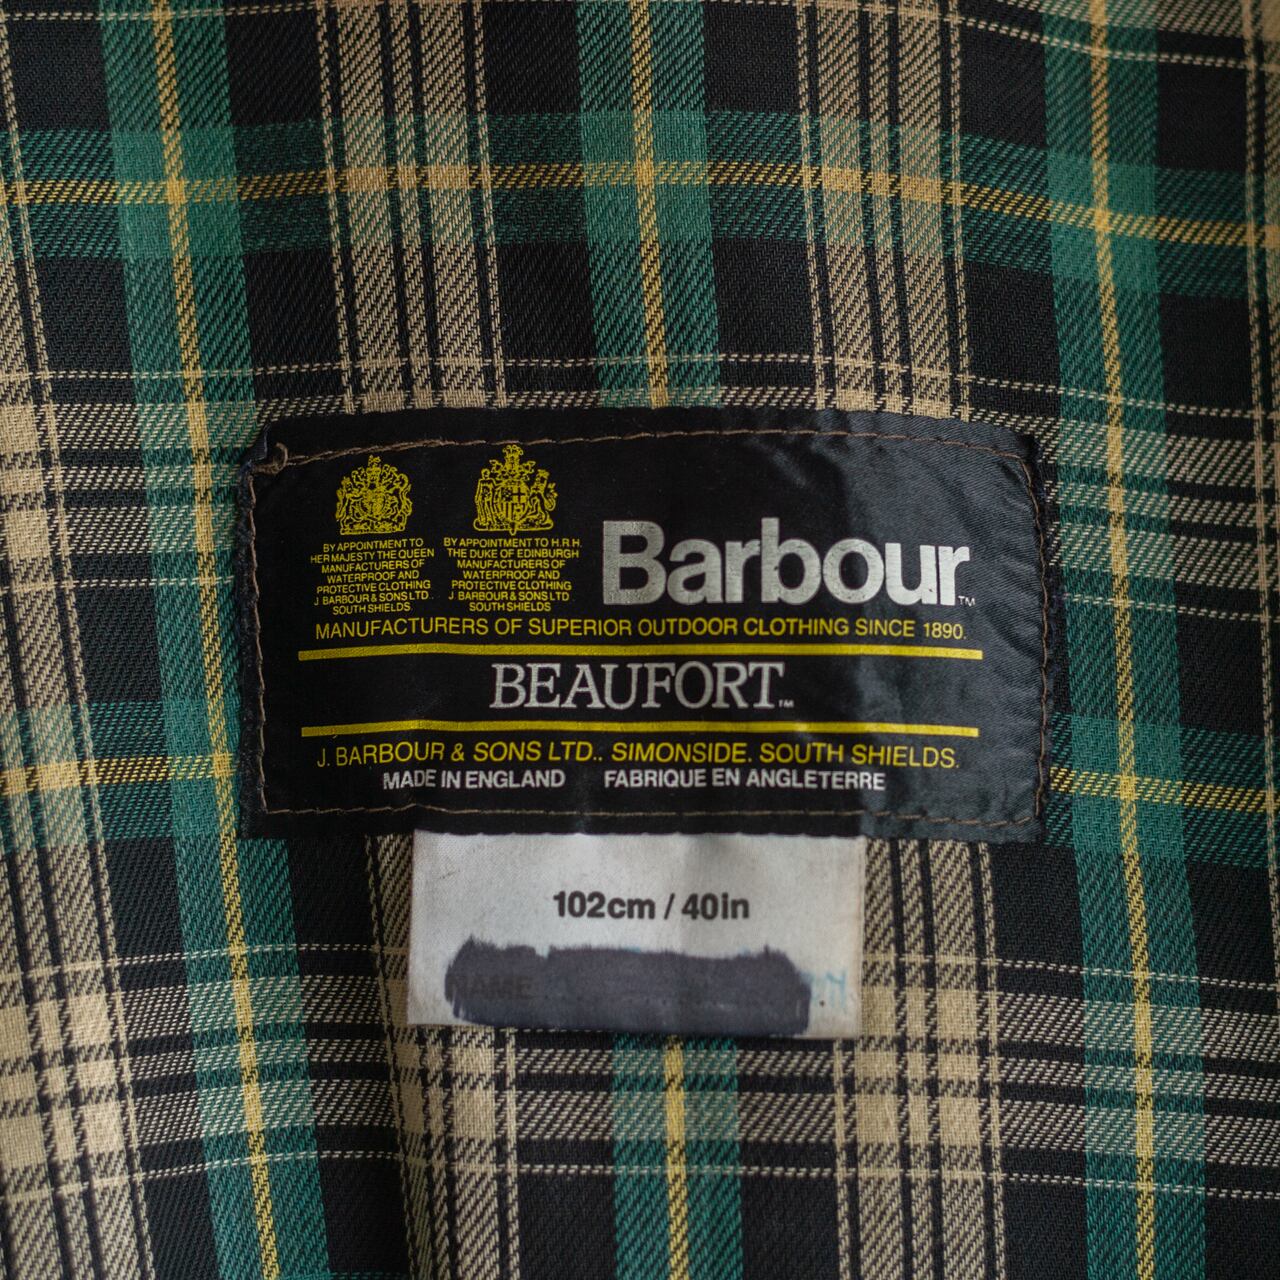 BY APPOINTMENT TO
HER MAJESTY THE QUEEN
MANUFACTURERS OF
WATERPROOF AND
PROTECTIVE CLOTHING
J. BARBOUR & SONS LTD.
SOUTH SHIELDS
BY APPOINTMENT TO H.R.H.
THE DUKE OF EDINBURGH
MANUFACTURERS OF
WATERPROOF AND
PROTECTIVE CLOTHING
J. BARBOUR & SONS LTD
SOUTH SHIELDS
Barbour™
MANUFACTURERS OF SUPERIOR OUTDOOR CLOTHING SINCE 1890.
BEAUFORT™
J. BARBOUR & SONS LTD.. SIMONSIDE. SOUTH SHIELDS.
MADE IN ENGLAND FABRIQUE EN ANGLETERRE
102cm / 40in
NAME